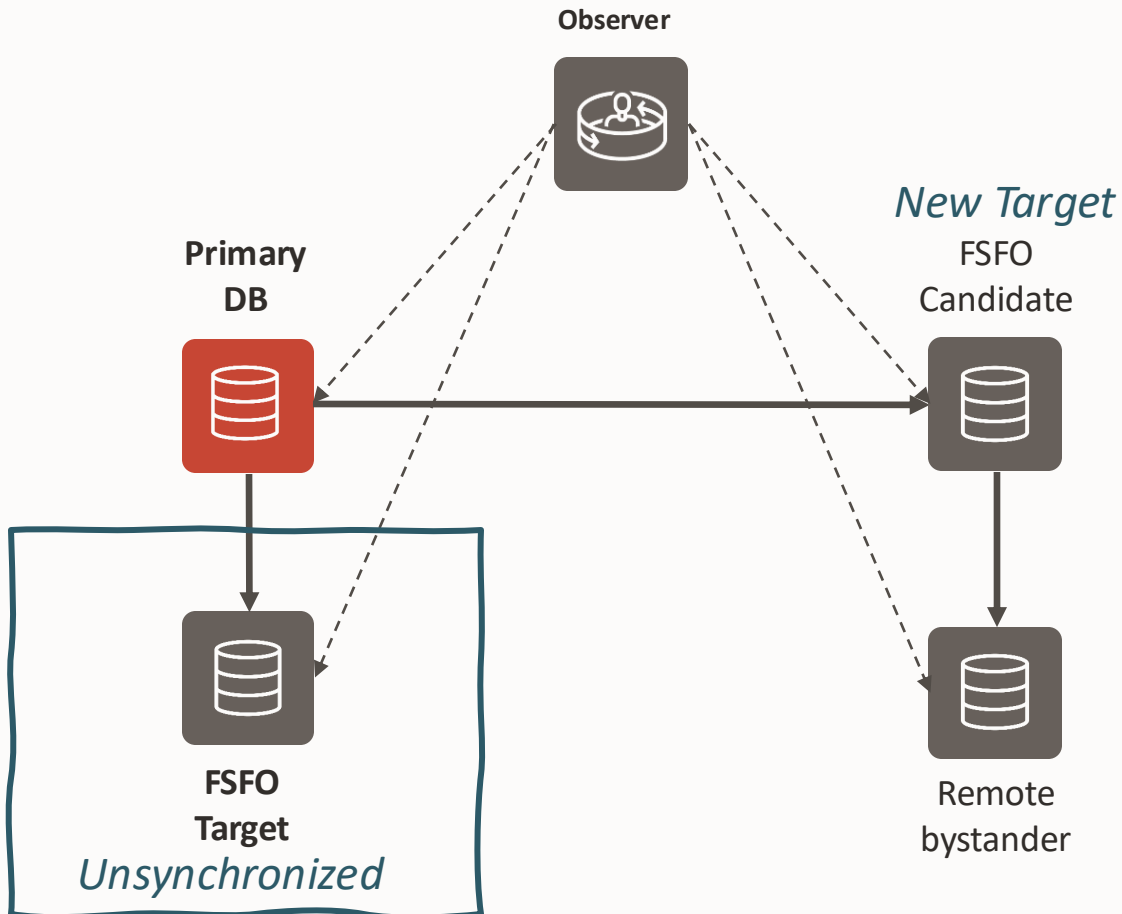 Observer
New Target
FSFO
Candidate
Primary
DB
FSFO
Target
Unsynchronized
Remote
bystander